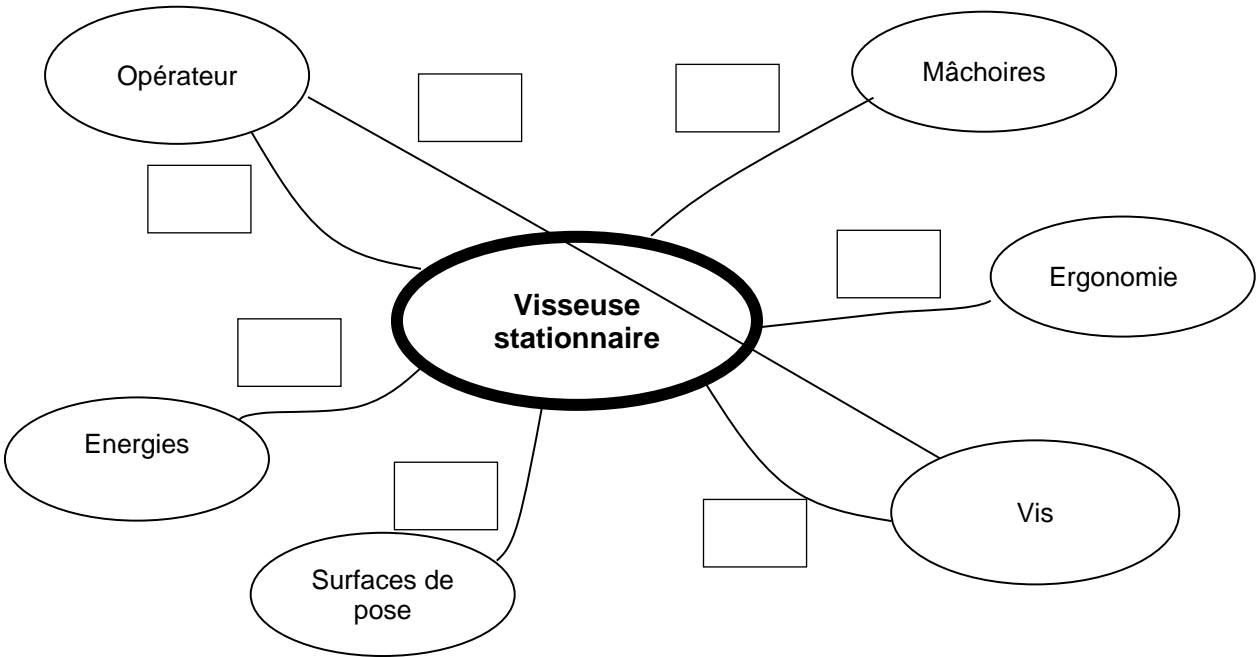 Opérateur
Mâchoires
Ergonomie
Visseuse
stationnaire
Energies
Vis
Surfaces de
pose